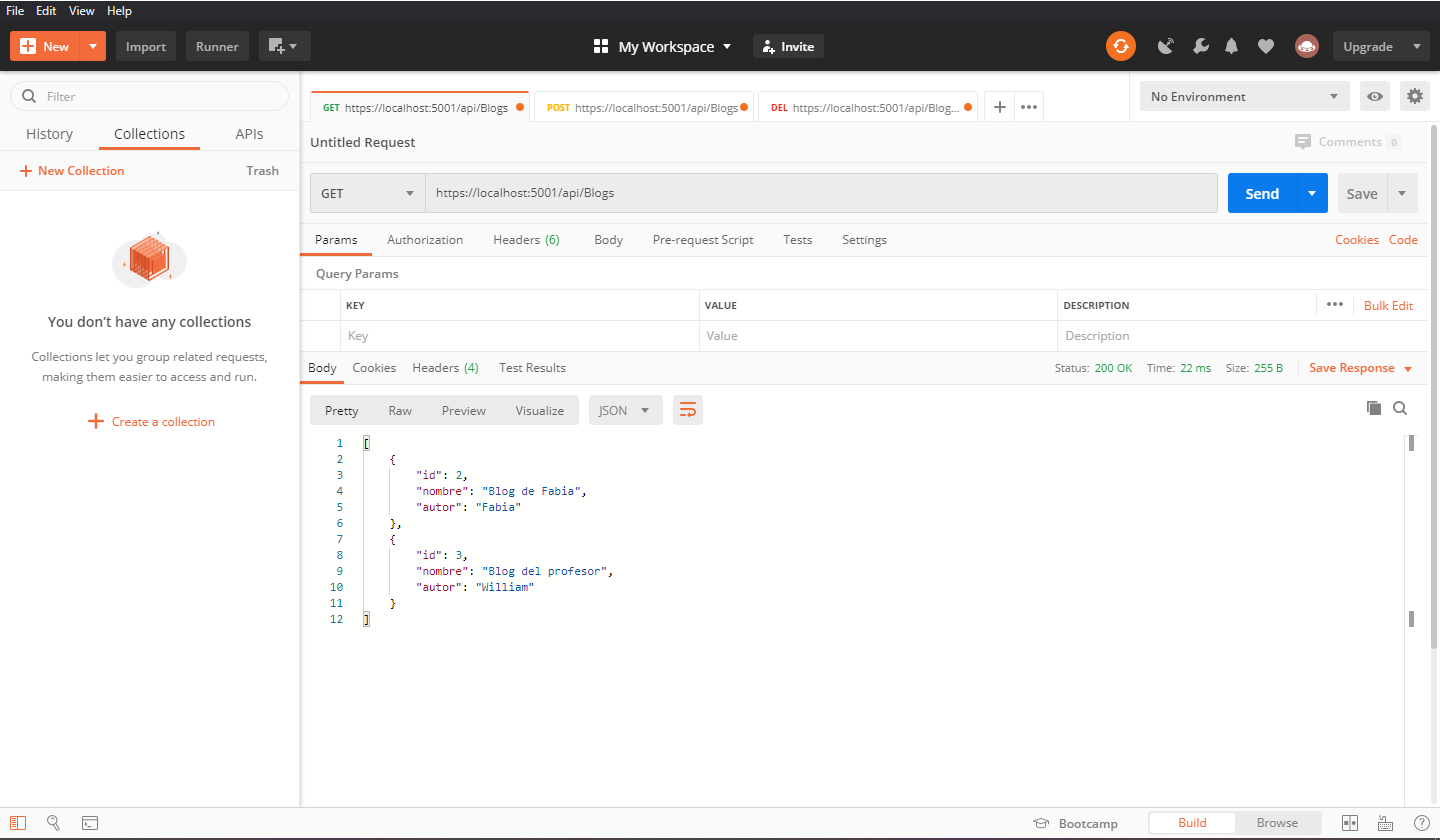 File Edit View Help
New Import Runner My Workspace Invite Upgrade
Filter
History Collections APIs
New Collection Trash
You don't have any collections
Collections let you group related requests,
making them easier to access and run.
Create a collection
GET https://localhost:5001/api/Blogs POST https://localhost:5001/api/Blogs DEL https://localhost:5001/api/Blog... No Environment
Untitled Request Comments 0
GET https://localhost:5001/api/Blogs Send Save
Params Authorization Headers (6) Body Pre-request Script Tests Settings Cookies Code
Query Params
KEY VALUE DESCRIPTION Bulk Edit
Key Value Description
Body Cookies Headers (4) Test Results Status: 200 OK Time: 22 ms Size: 255 B Save Response
Pretty Raw Preview Visualize JSON
1 [
2 {
3 "id": 2,
4 "nombre": "Blog de Fabia",
5 "autor": "Fabia"
6 },
7 {
8 "id": 3,
9 "nombre": "Blog del profesor",
10 "autor": "William"
11 }
12 ]
Bootcamp Build Browse